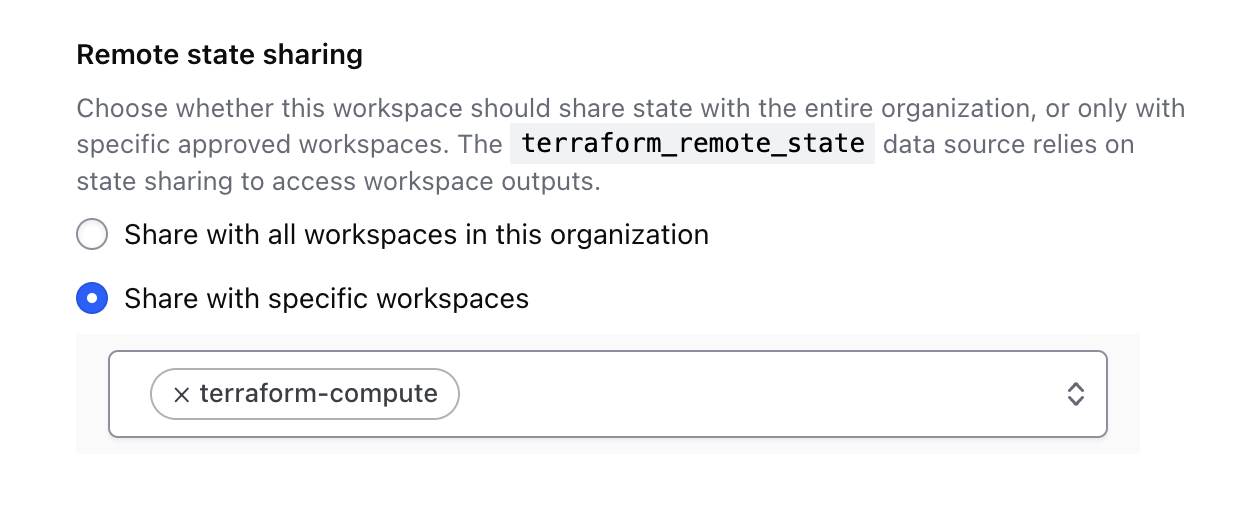 Remote state sharing
Choose whether this workspace should share state with the entire organization, or only with
specific approved workspaces. The terraform_remote_state data source relies on
state sharing to access workspace outputs.
Share with all workspaces in this organization
Share with specific workspaces
× terraform-compute